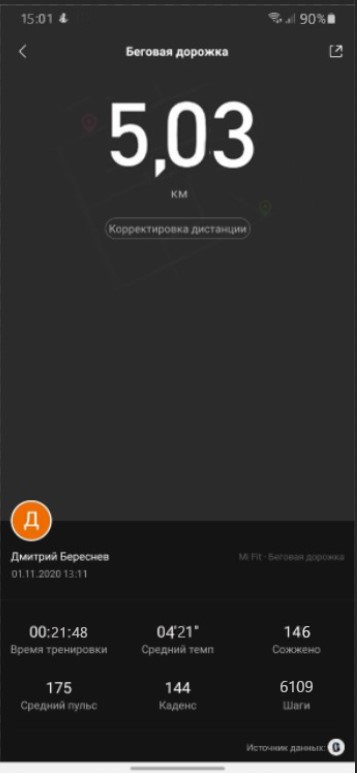 15:01 90%
Беговая дорожка
5,03
км
Корректировка дистанции
Д
Дмитрий Береснев Mi Fit - Беговая дорожка
01.11.2020 13:11
00:21:48 04'21" 146
Время тренировки Средний темп Сожжено
175 144 6109
Средний пульс Каденс Шаги
Источник данных: